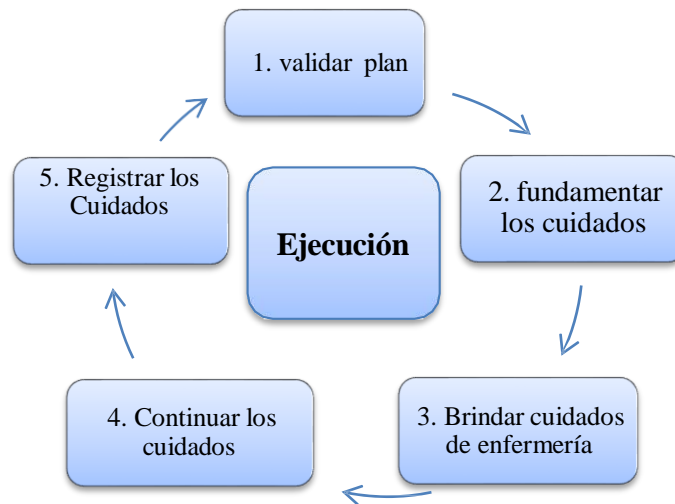 1. validar plan
2. fundamentar
los cuidados
3. Brindar cuidados
de enfermería
4. Continuar los
cuidados
5. Registrar los
Cuidados
Ejecución